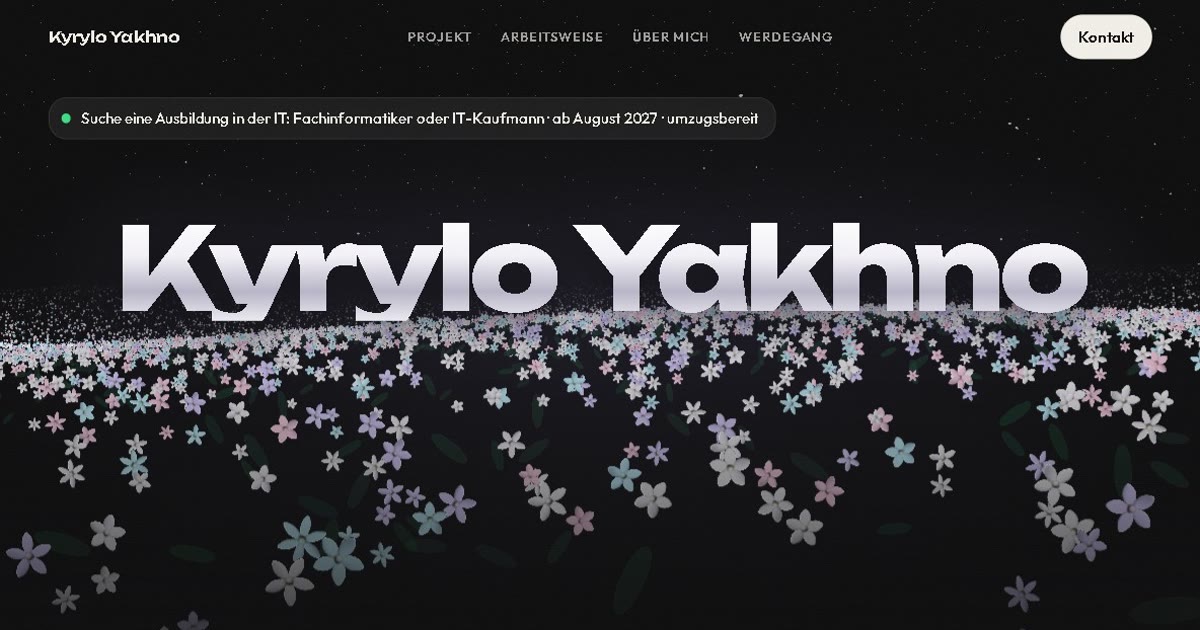 Kyrylo Yakhno
PROJEKT ARBEITSWEISE ÜBER MICH WERDEGANG
Kontakt
Suche eine Ausbildung in der IT: Fachinformatiker oder IT-Kaufmann · ab August 2027 · umzugsbereit
Kyrylo Yakhno